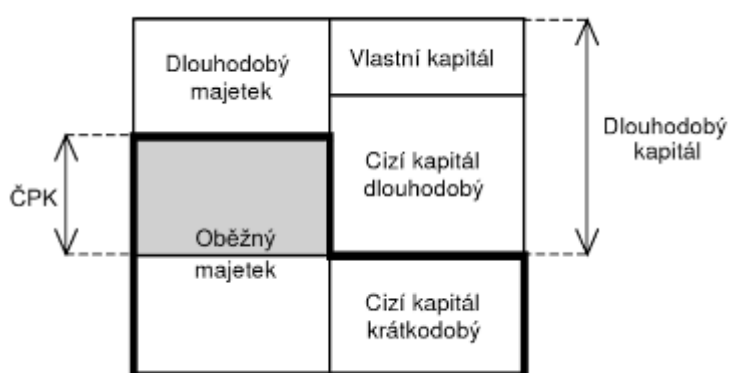 Dlouhodobý
majetek
Vlastní kapitál
Dlouhodobý
kapitál
Cizí kapitál
dlouhodobý
ČPK
Oběžný
majetek
Cizí kapitál
krátkodobý